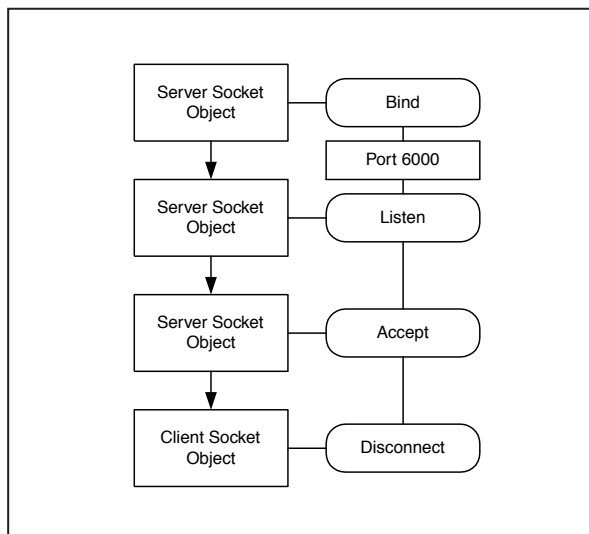 Server Socket
Object
Bind
Port 6000
Server Socket
Object
Listen
Server Socket
Object
Accept
Client Socket
Object
Disconnect